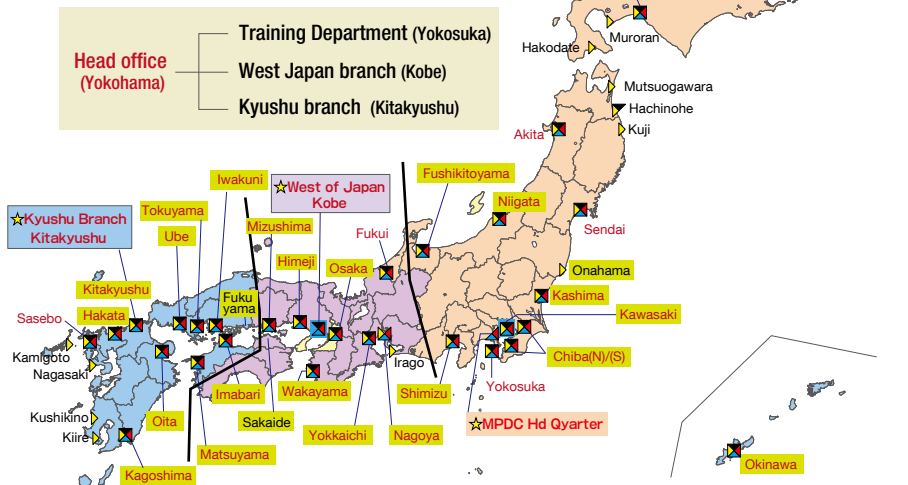 Head office
(Yokohama)
Training Department (Yokosuka)
West Japan branch (Kobe)
Kyushu branch (Kitakyushu)
Muroran
Hakodate
Mutsuogawara
Hachinohe
Kuji
Akita
Fushikitoyama
Niigata
Sendai
Iwakuni
West of Japan
Kobe
Tokuyama
Kyushu Branch
Kitakyushu
Ube
Mizushima
Fukui
Himeji
Osaka
Onahama
Kitakyushu
Fuku
yama
Kashima
Sasebo
Hakata
Kawasaki
Kamigoto
Nagasaki
Irago
Chiba(N)/(S)
Yokosuka
Imabari
Wakayama
Shimizu
Kushikino
Kiire
Oita
Sakaide
Yokkaichi
Nagoya
MPDC Hd Qyarter
Matsuyama
Kagoshima
Okinawa